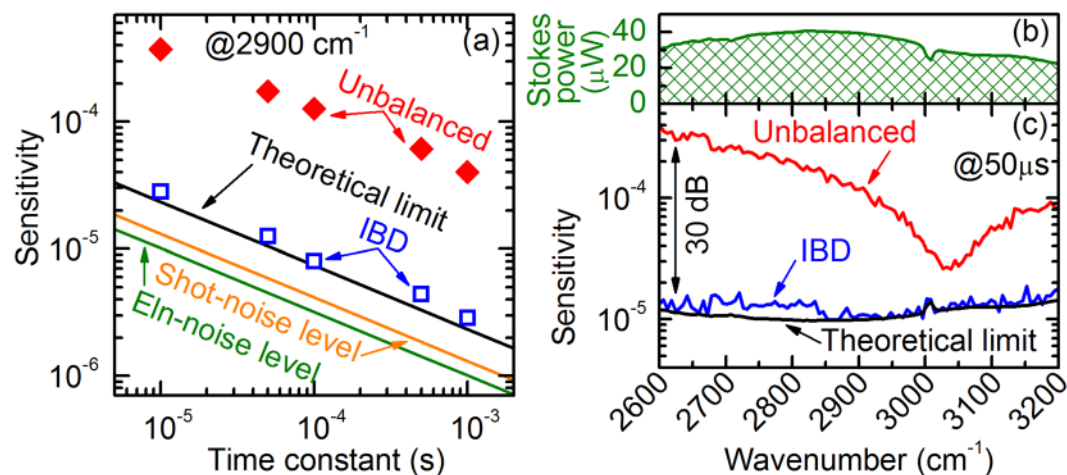 @2900 cm⁻¹
(a)
Unbalanced
Theoretical limit
IBD
Shot-noise level
Eln-noise level
Sensitivity
10⁻⁴
10⁻⁵
10⁻⁶
10⁻⁵
10⁻⁴
10⁻³
Time constant (s)
Stokes
power
(μW)
40
20
0
(b)
(c)
Unbalanced
@50μs
30 dB
IBD
Theoretical limit
Sensitivity
10⁻⁴
10⁻⁵
2600
2700
2800
2900
3000
3100
3200
Wavenumber (cm⁻¹)